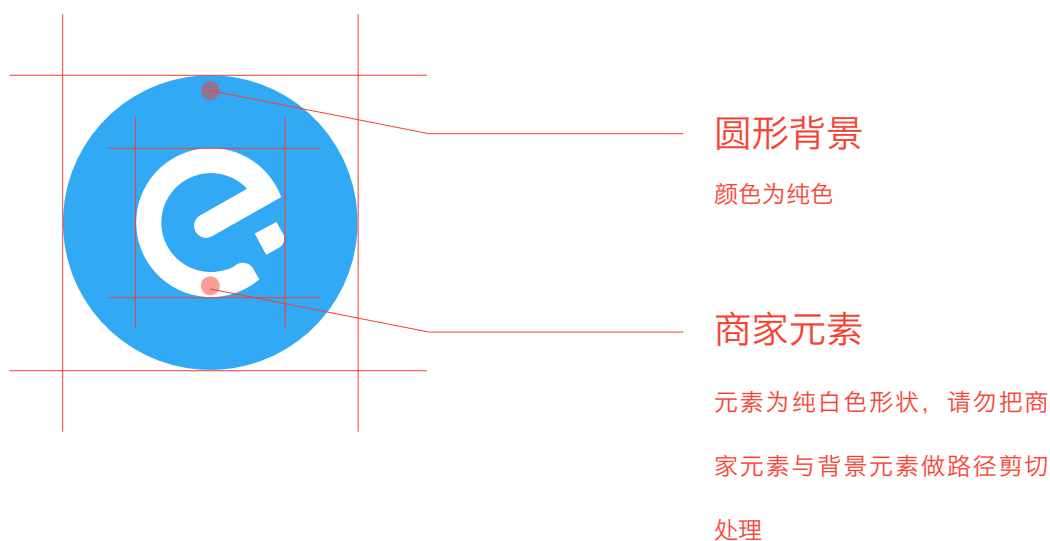 圆形背景
颜色为纯色
商家元素
元素为纯白色形状，请勿把商
家元素与背景元素做路径剪切
处理